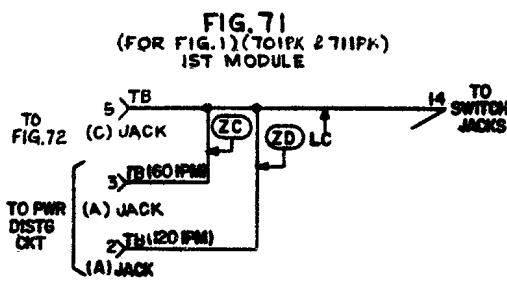 FIG. 71
(FOR FIG. 1) (701PK & 711PK)
1ST MODULE
5 TB
14
TO SWITCH JACKS
TO FIG. 72
(C) JACK
ZC
ZD
LC
3 TB (60 IPM)
TO PWR DISTG CKT
(A) JACK
2 TB (120 IPM)
(A) JACK